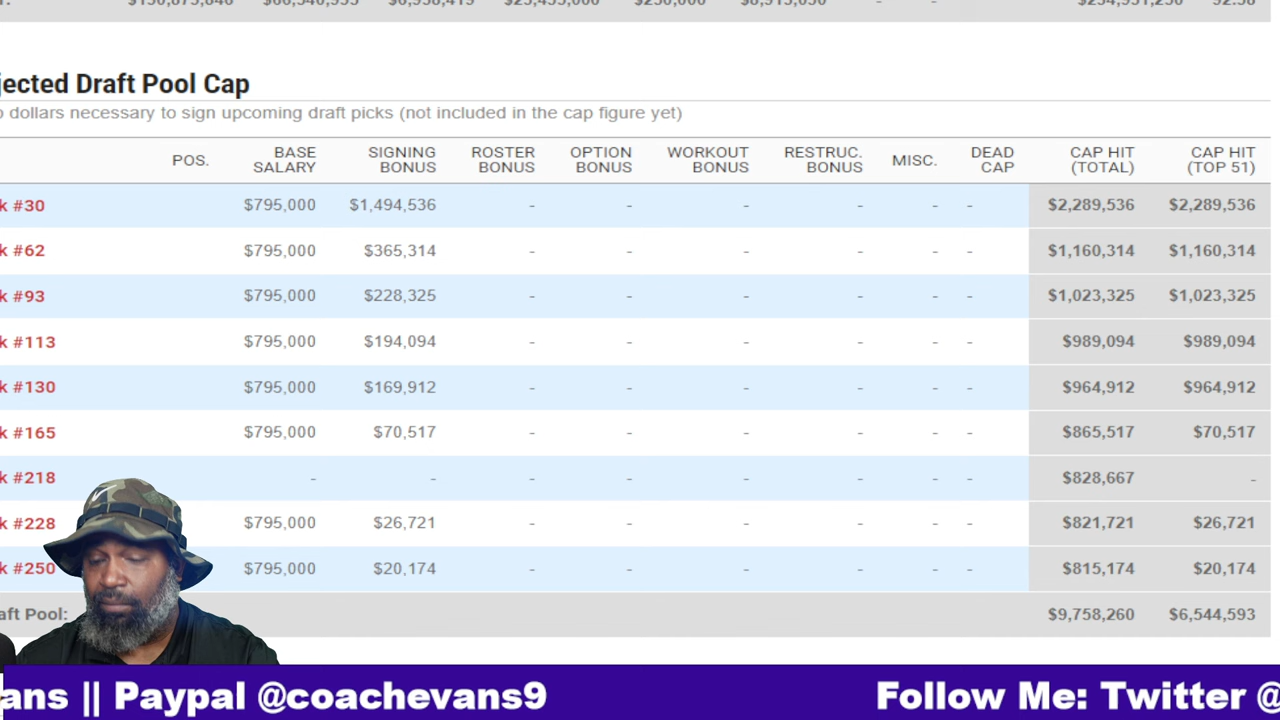 jected Draft Pool Cap
dollars necessary to sign upcoming draft picks (not included in the cap figure yet)
POS. BASE SALARY SIGNING BONUS ROSTER BONUS OPTION BONUS WORKOUT BONUS RESTRUC. BONUS MISC. DEAD CAP CAP HIT (TOTAL) CAP HIT (TOP 51)
k #30 $795,000 $1,494,536 - - - - - - $2,289,536 $2,289,536
k #62 $795,000 $365,314 - - - - - - $1,160,314 $1,160,314
k #93 $795,000 $228,325 - - - - - - $1,023,325 $1,023,325
k #113 $795,000 $194,094 - - - - - - $989,094 $989,094
k #130 $795,000 $169,912 - - - - - - $964,912 $964,912
k #165 $795,000 $70,517 - - - - - - $865,517 $70,517
k #218 - - - - - - - - $828,667 -
k #228 $795,000 $26,721 - - - - - - $821,721 $26,721
k #250 $795,000 $20,174 - - - - - - $815,174 $20,174
aft Pool: $9,758,260 $6,544,593
ans || Paypal @coachevans9 Follow Me: Twitter @